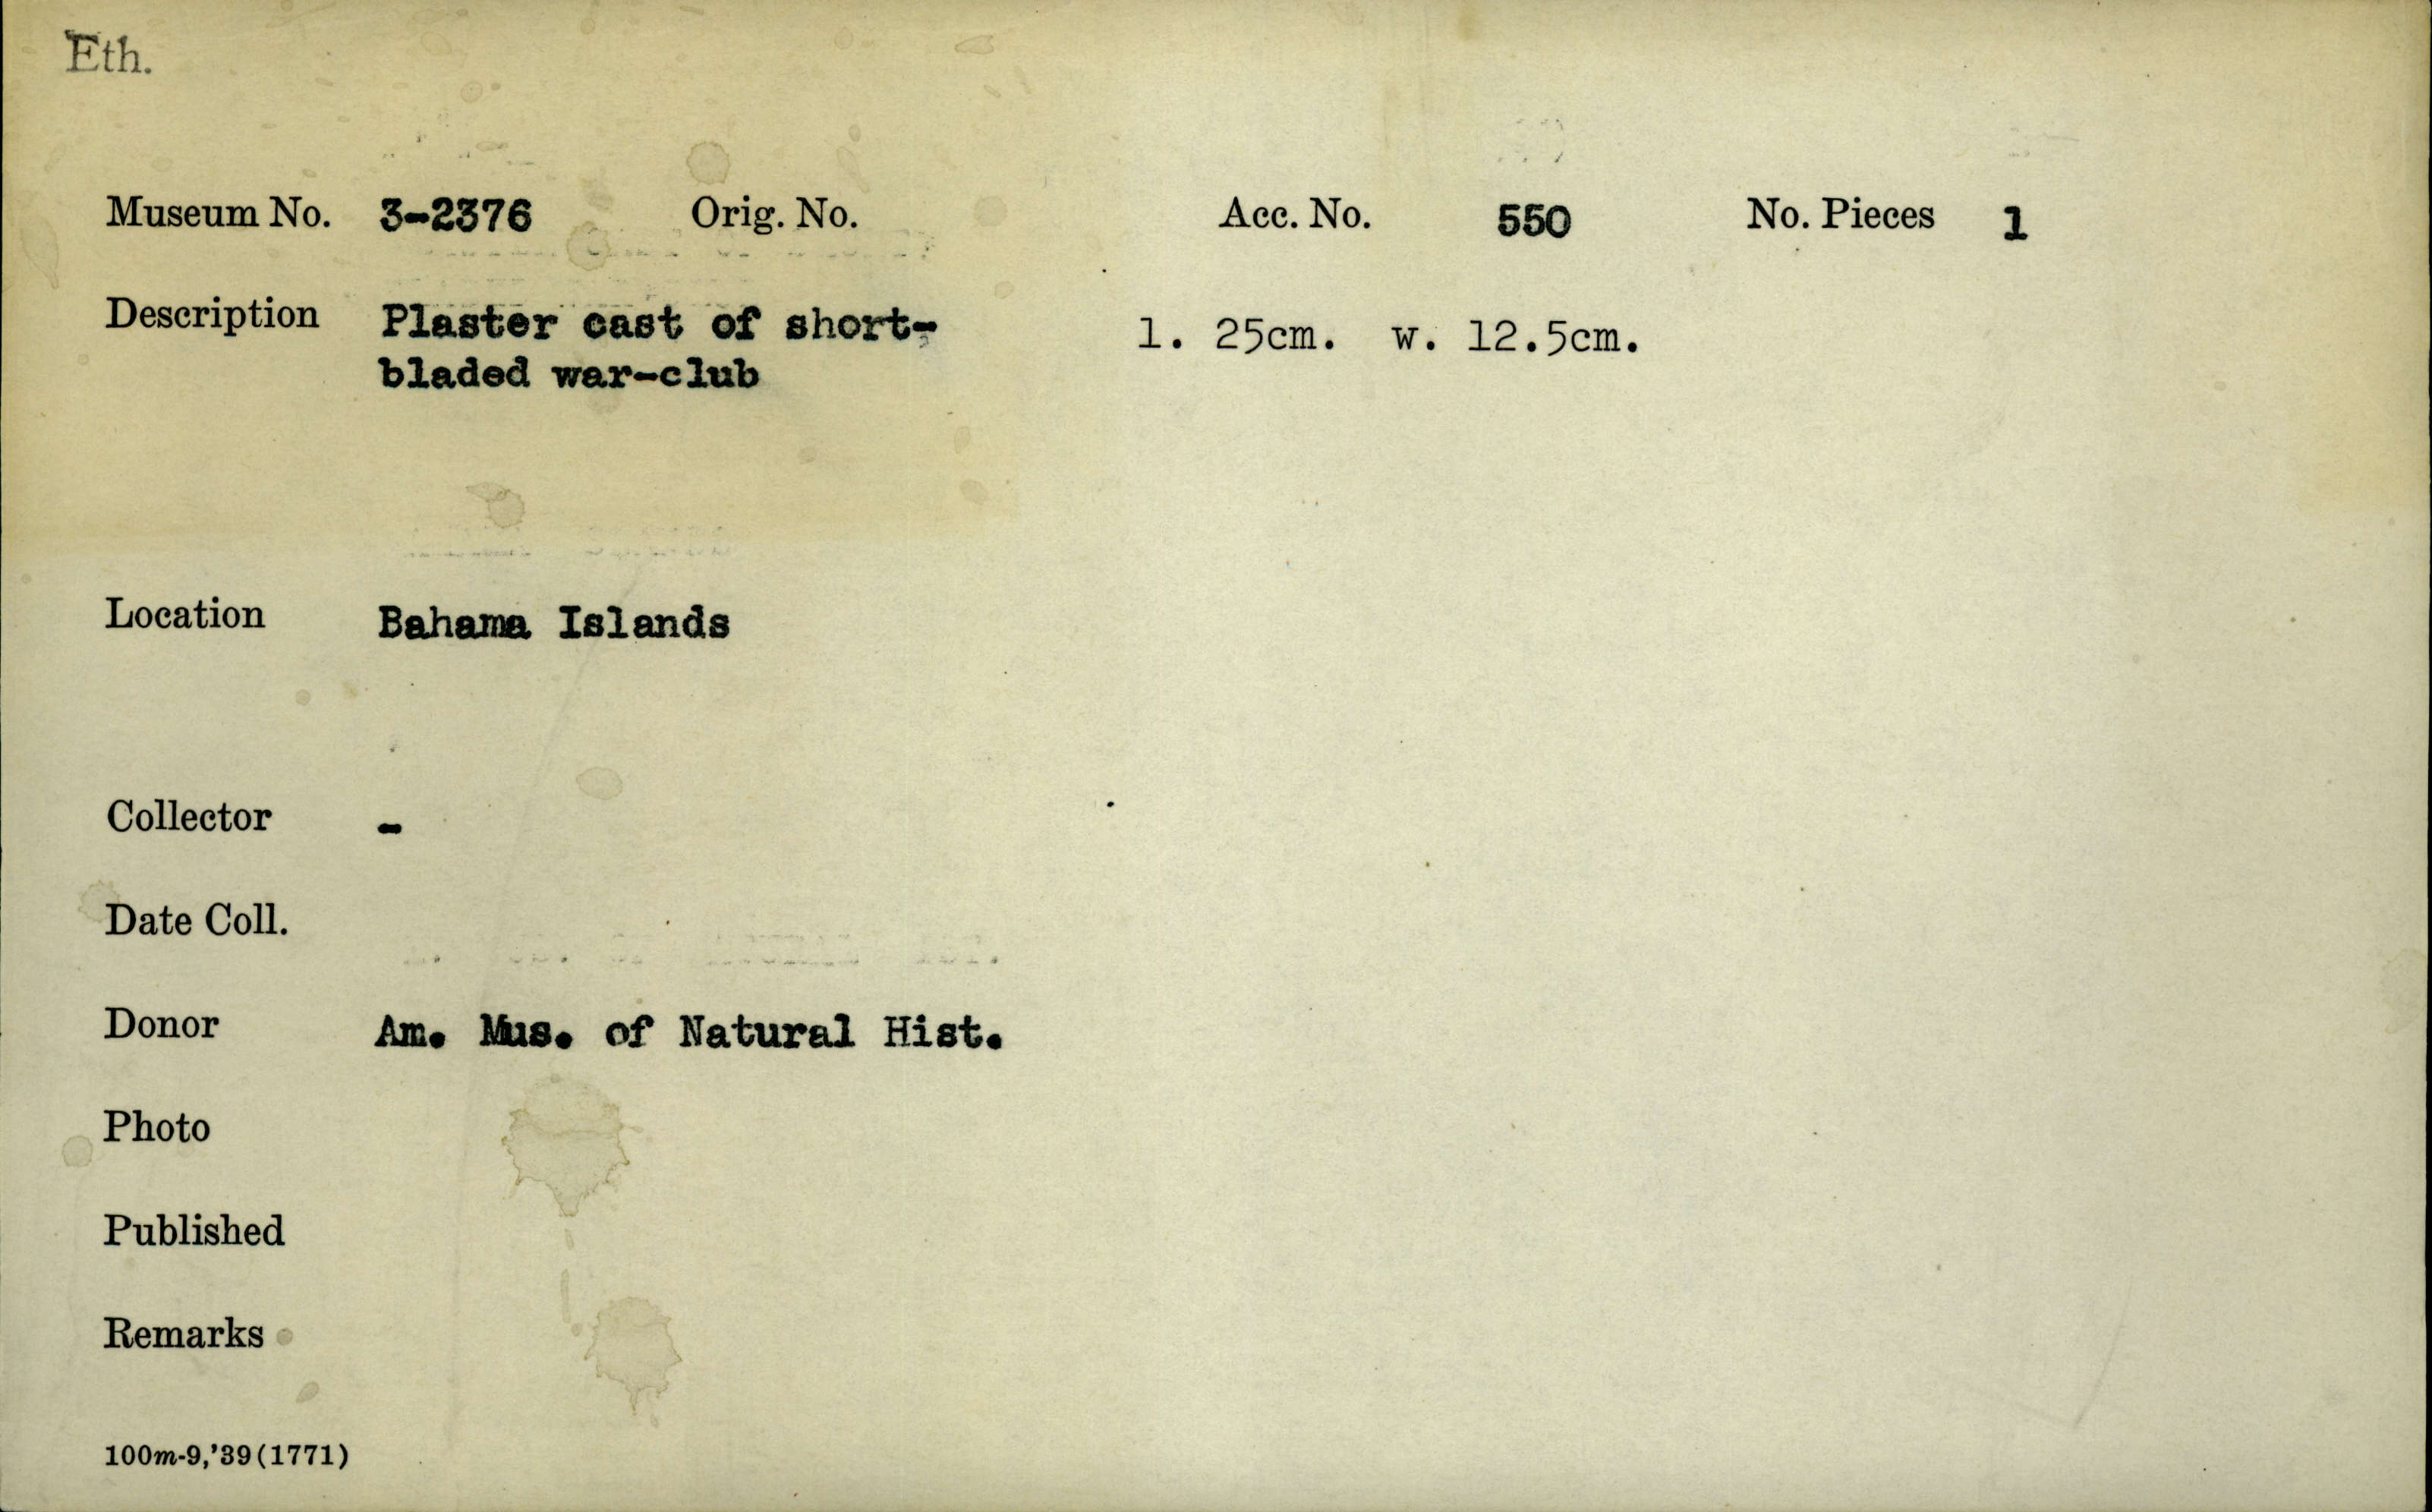 Eth.
Museum No. 3-2376 Orig. No. Acc. No. 550 No. Pieces 1
Description Plaster cast of short- l. 25cm. w. 12.5cm.
bladed war-club
Location Bahama Islands
Collector -
Date Coll.
Donor Am. Mus. of Natural Hist.
Photo
Published
Remarks
100m-9,'39(1771)